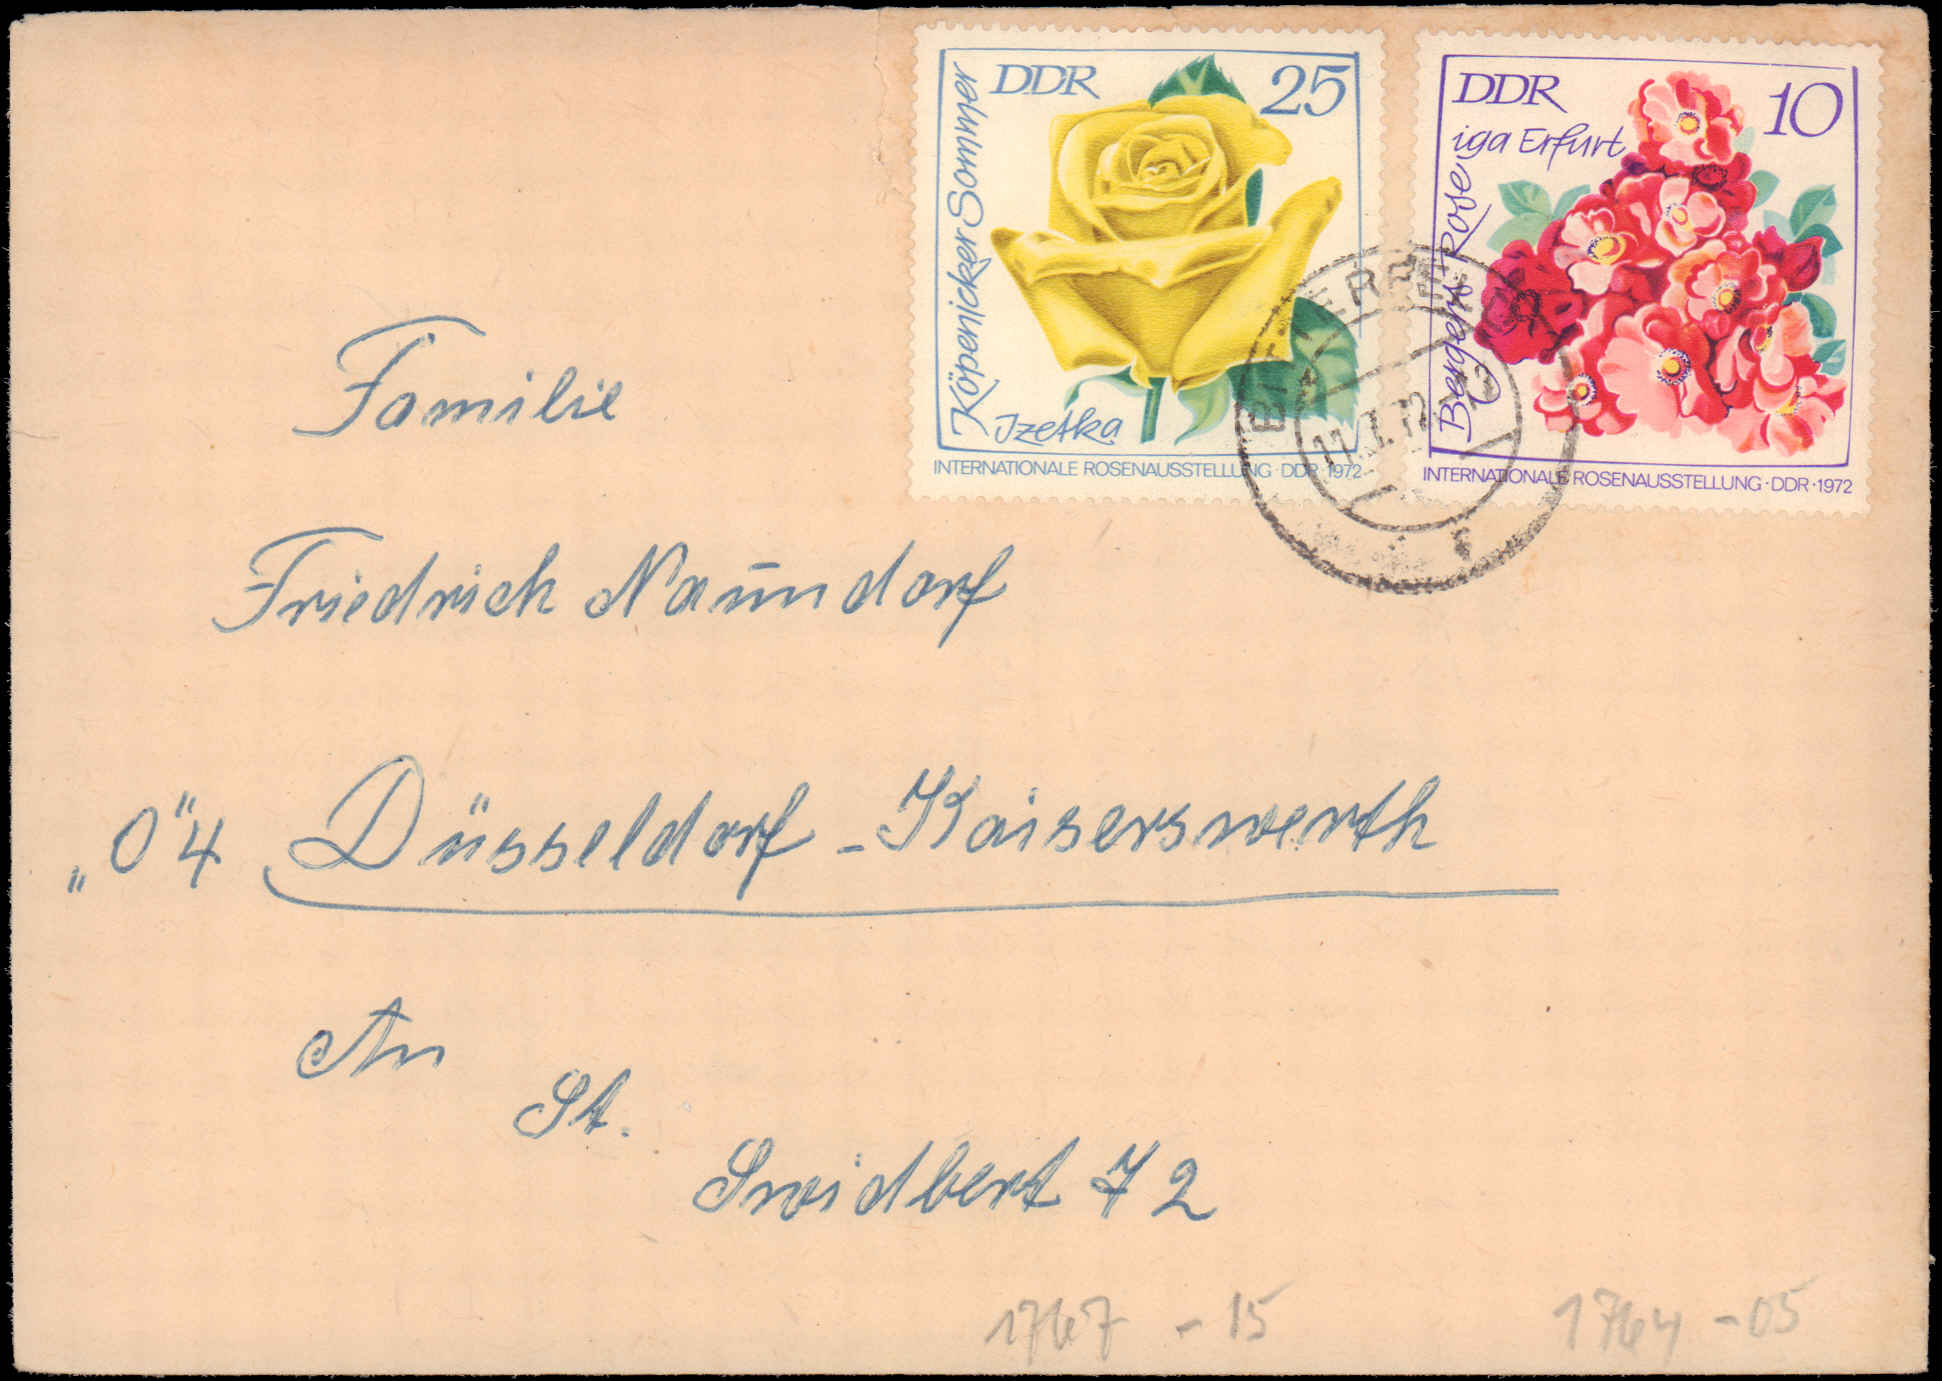 DDR 25
Köpenicker Sommer
Izetka
INTERNATIONALE ROSENAUSSTELLUNG · DDR · 1972
DDR 10
iga Erfurt
Bergers Rose
INTERNATIONALE ROSENAUSSTELLUNG · DDR · 1972
Familie
Friedrich Naundorf
„O“4 Düsseldorf - Kaiserswerth
An
St.
Swidbert 72
1767 - 15
1764 - 05